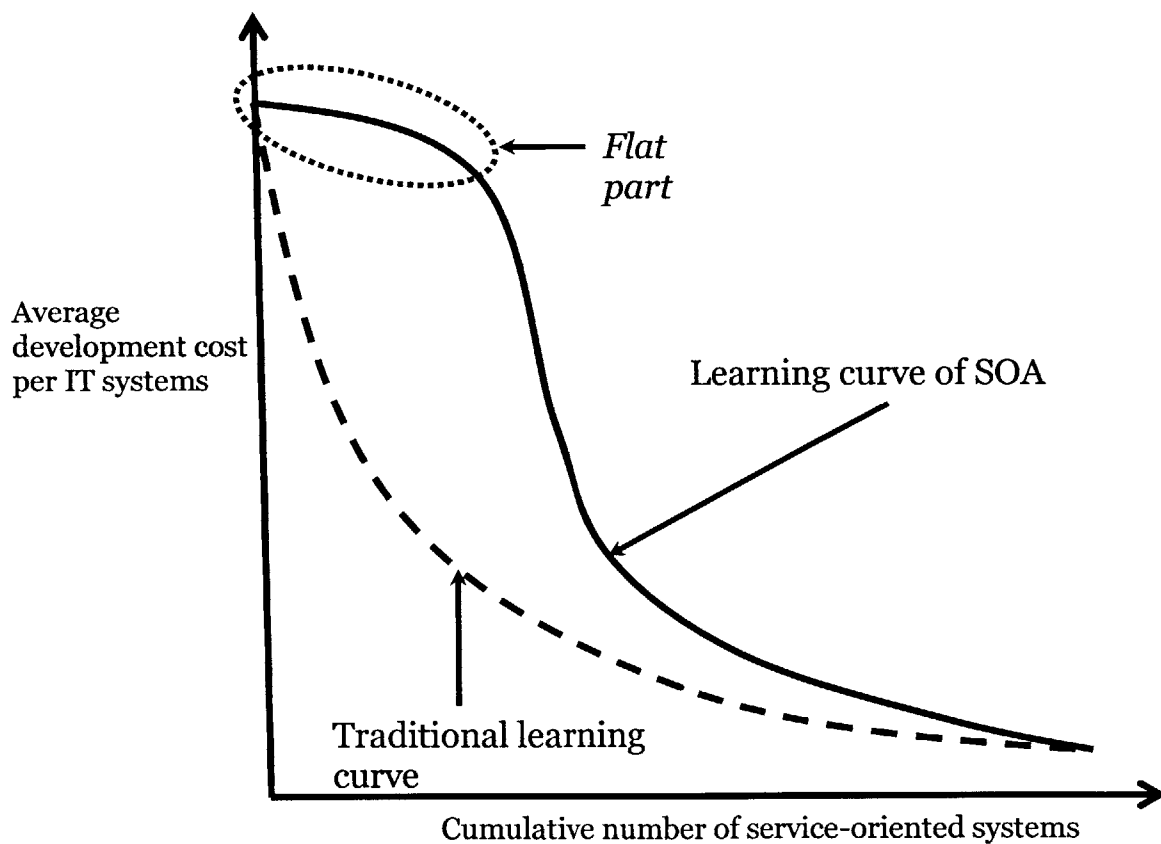 Flat
part
Average
development cost
per IT systems
Learning curve of SOA
Traditional learning
curve
Cumulative number of service-oriented systems